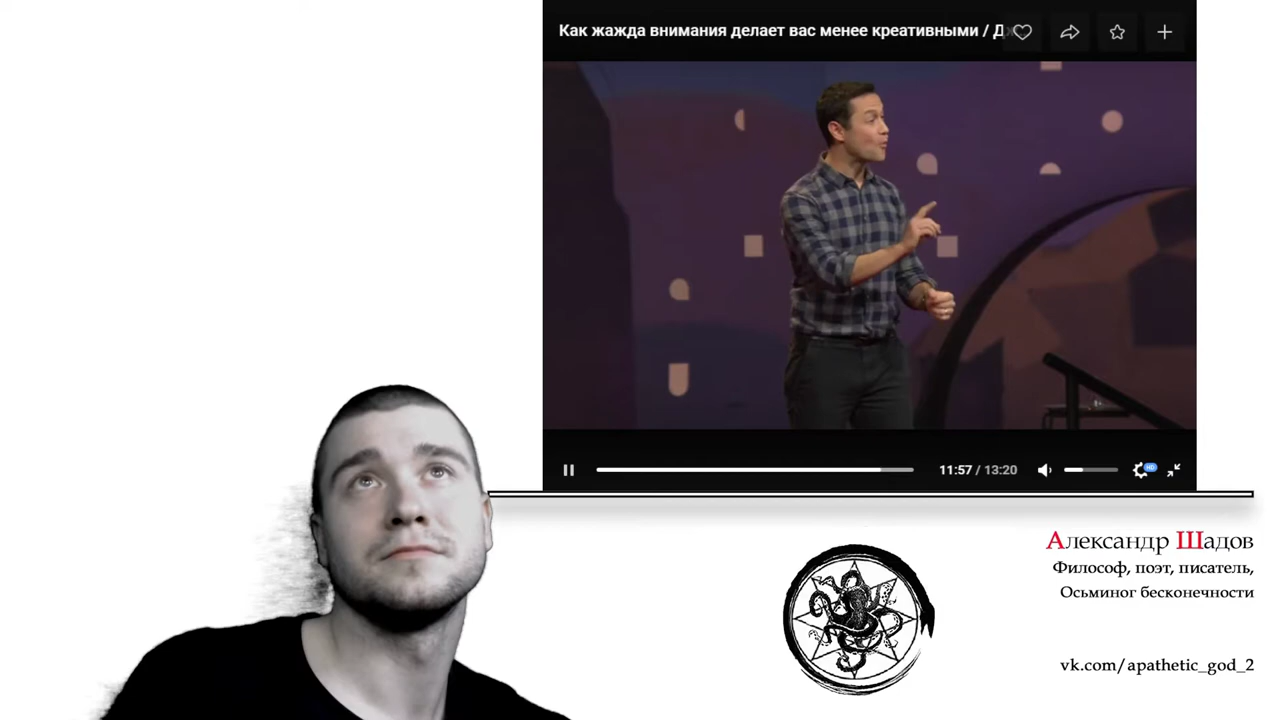 Как жажда внимания делает вас менее креативными /
11:57 / 13:20
HD
Александр Шадов
Философ, поэт, писатель,
Осьминог бесконечности
vk.com/apathetic_god_2